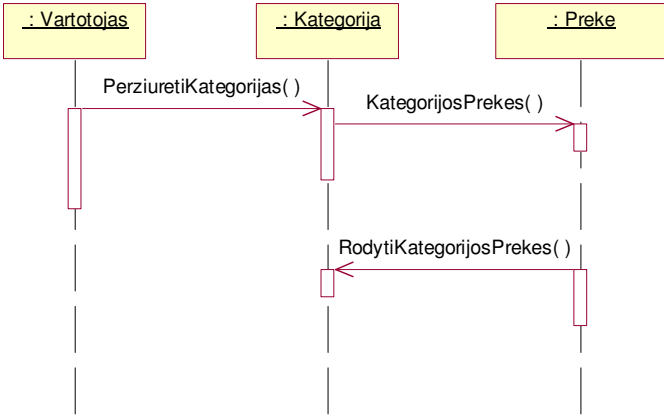 : Vartotojas
: Kategorija
: Preke
PerziuretiKategorijas( )
KategorijosPrekes( )
RodytiKategorijosPrekes( )